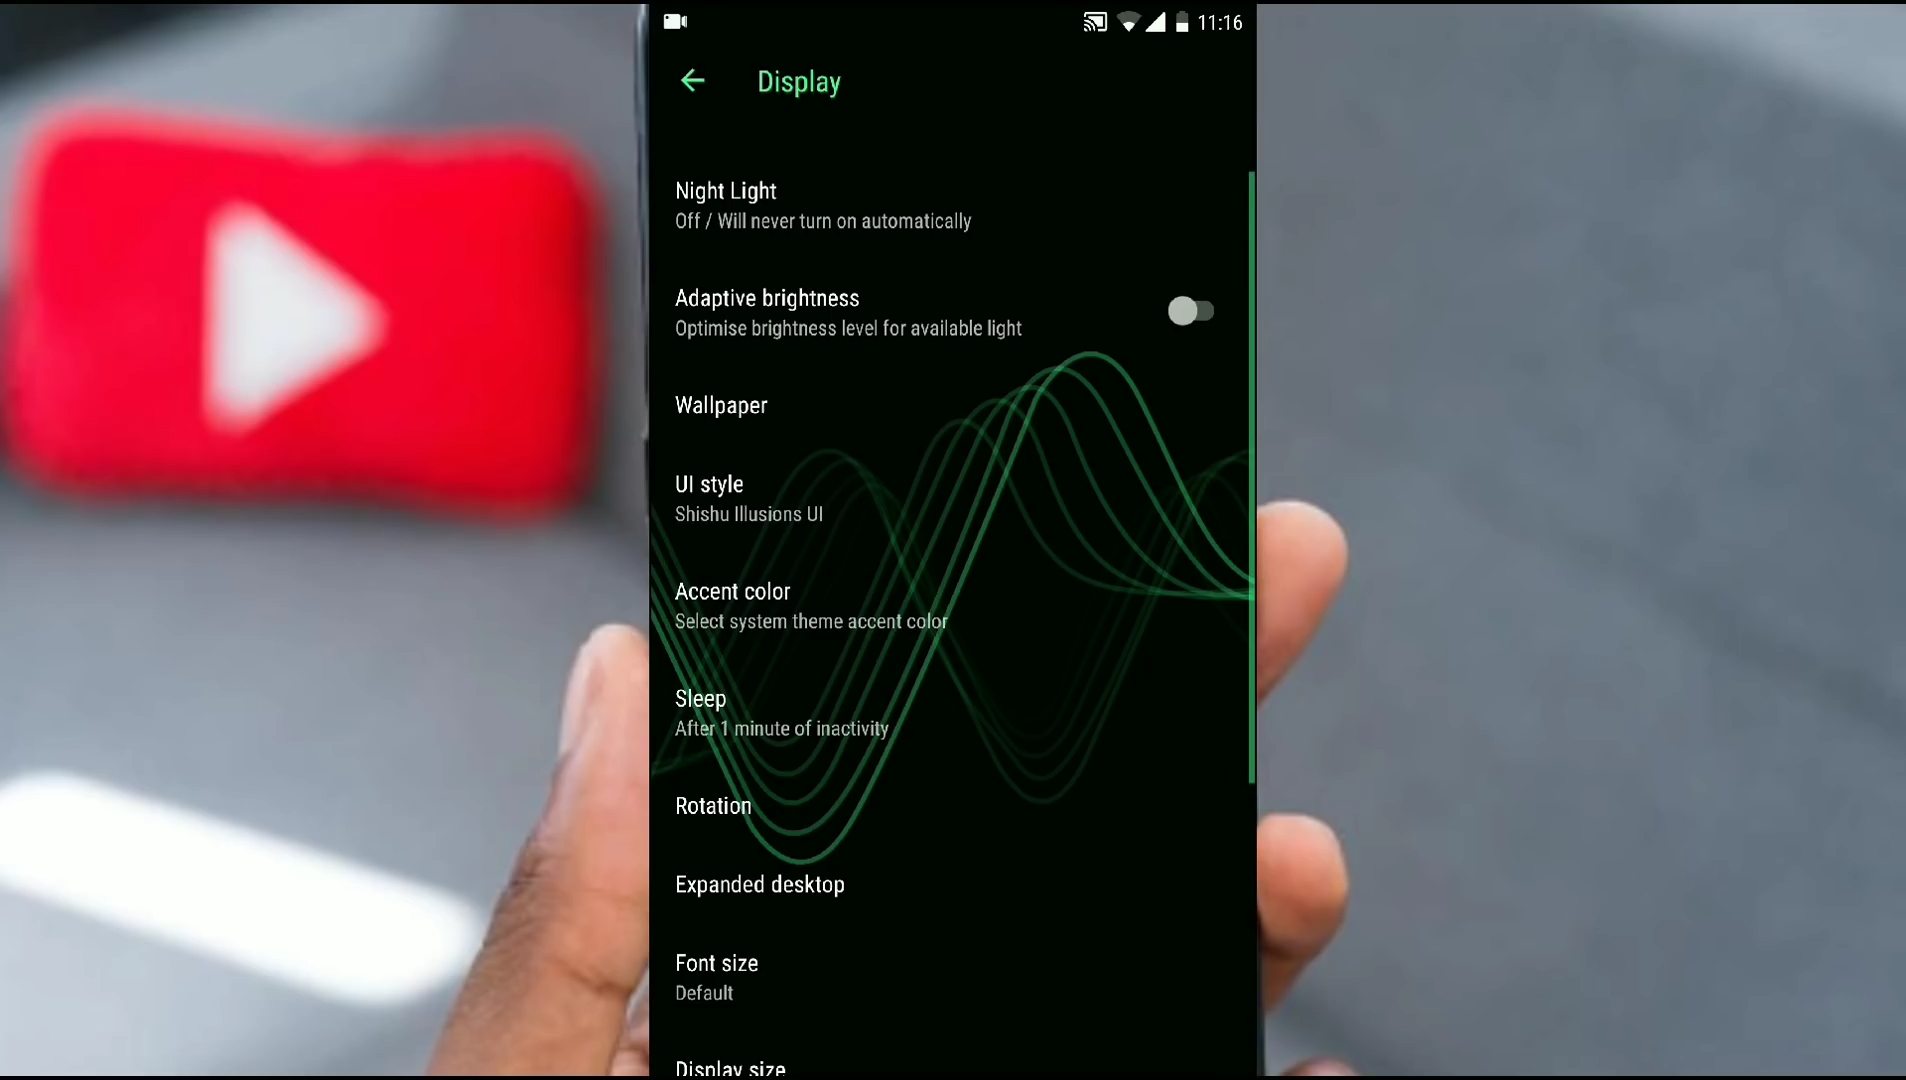 11:16
Display
Night Light
Off / Will never turn on automatically
Adaptive brightness
Optimise brightness level for available light
Wallpaper
UI style
Shishu Illusions UI
Accent color
Select system theme accent color
Sleep
After 1 minute of inactivity
Rotation
Expanded desktop
Font size
Default
Display size